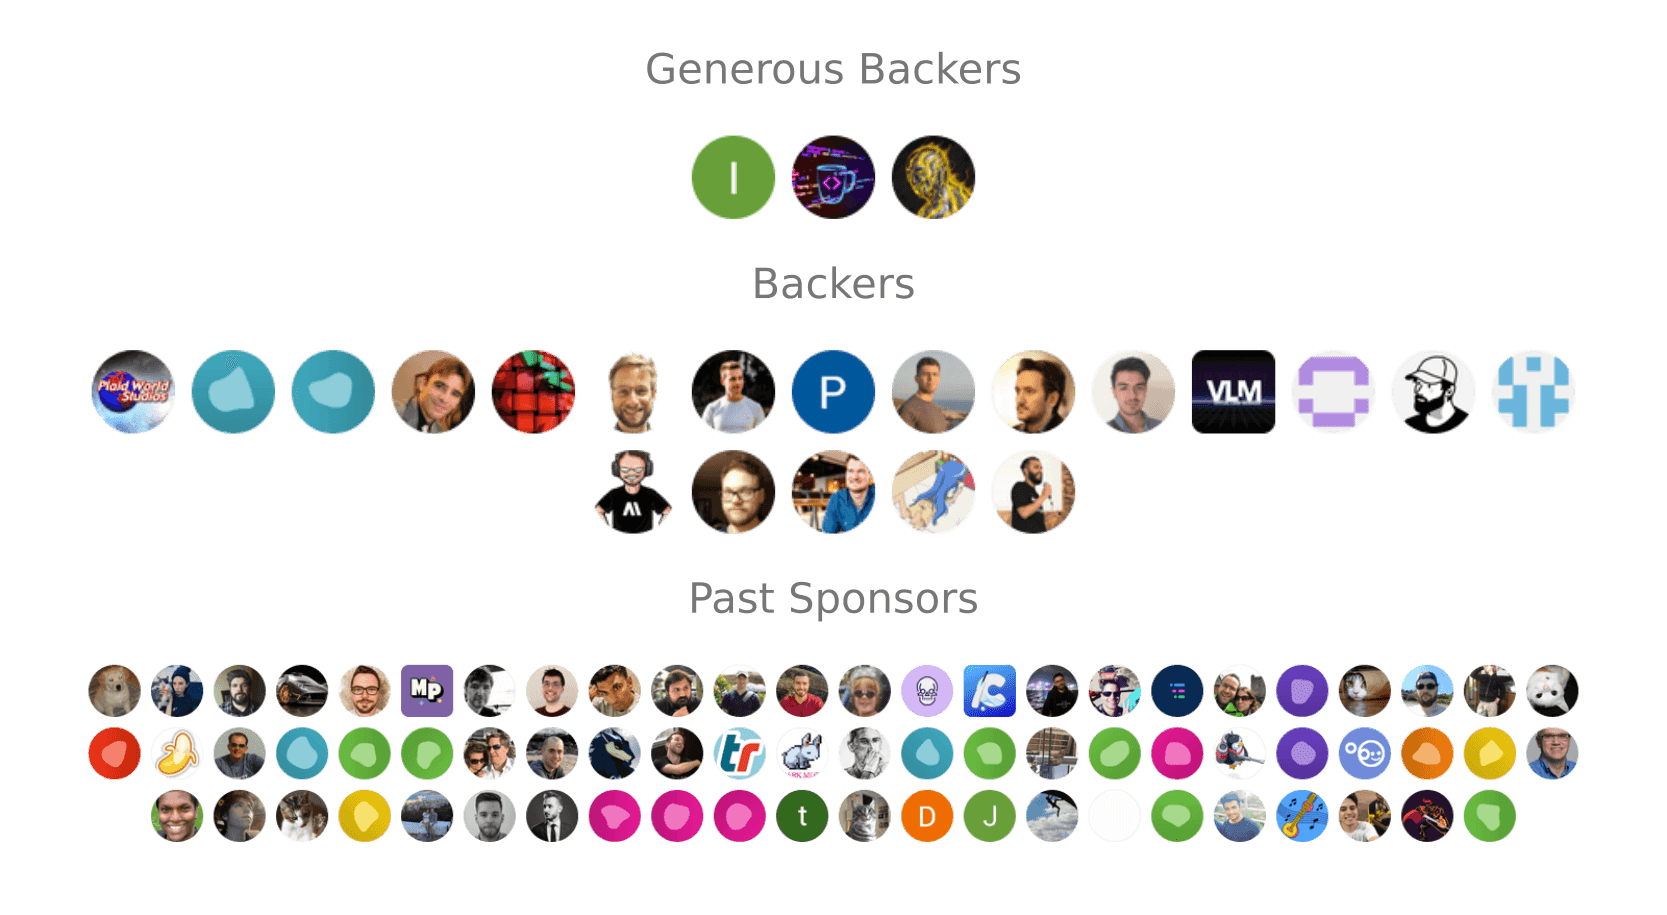 Generous Backers
I
<>
Backers
Plaid World
Studios
P
VLM
Past Sponsors
MP
C
tr
t
D
J